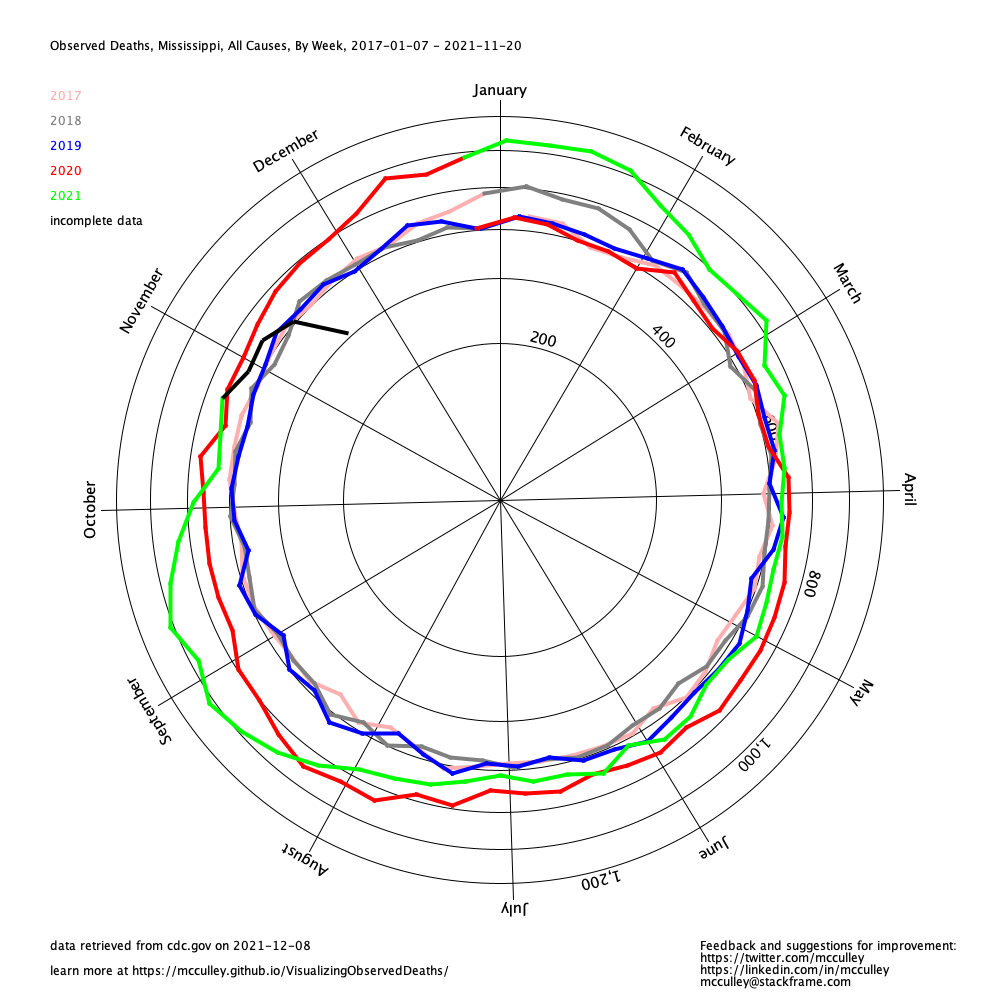 Observed Deaths, Mississippi, All Causes, By Week, 2017-01-07 - 2021-11-20
2017
2018
2019
2020
2021
incomplete data
January
February
March
April
May
June
July
August
September
October
November
December
200
400
600
800
1,000
1,200
data retrieved from cdc.gov on 2021-12-08
learn more at https://mcculley.github.io/VisualizingObservedDeaths/
Feedback and suggestions for improvement:
https://twitter.com/mcculley
https://linkedin.com/in/mcculley
mcculley@stackframe.com